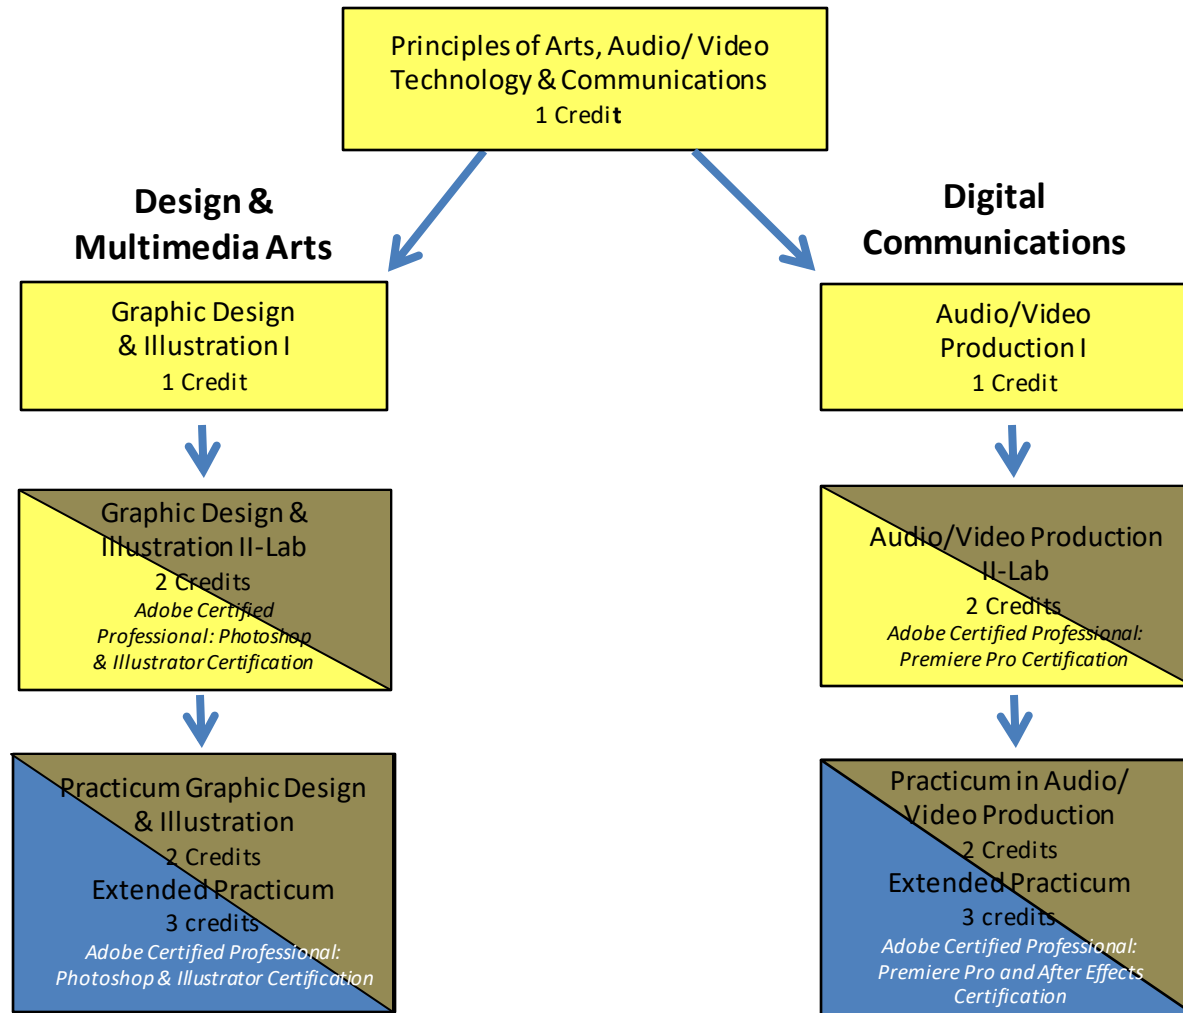 Principles of Arts, Audio/ Video
Technology & Communications
1 Credit
Design &
Multimedia Arts
Graphic Design
& Illustration I
1 Credit
Graphic Design &
Illustration II-Lab
2 Credits
Adobe Certified
Professional: Photoshop
& Illustrator Certification
Practicum Graphic Design
& Illustration
2 Credits
Extended Practicum
3 credits
Adobe Certified Professional:
Photoshop & Illustrator Certification
Digital
Communications
Audio/Video
Production I
1 Credit
Audio/Video Production
II-Lab
2 Credits
Adobe Certified Professional:
Premiere Pro Certification
Practicum in Audio/
Video Production
2 Credits
Extended Practicum
3 credits
Adobe Certified Professional:
Premiere Pro and After Effects
Certification